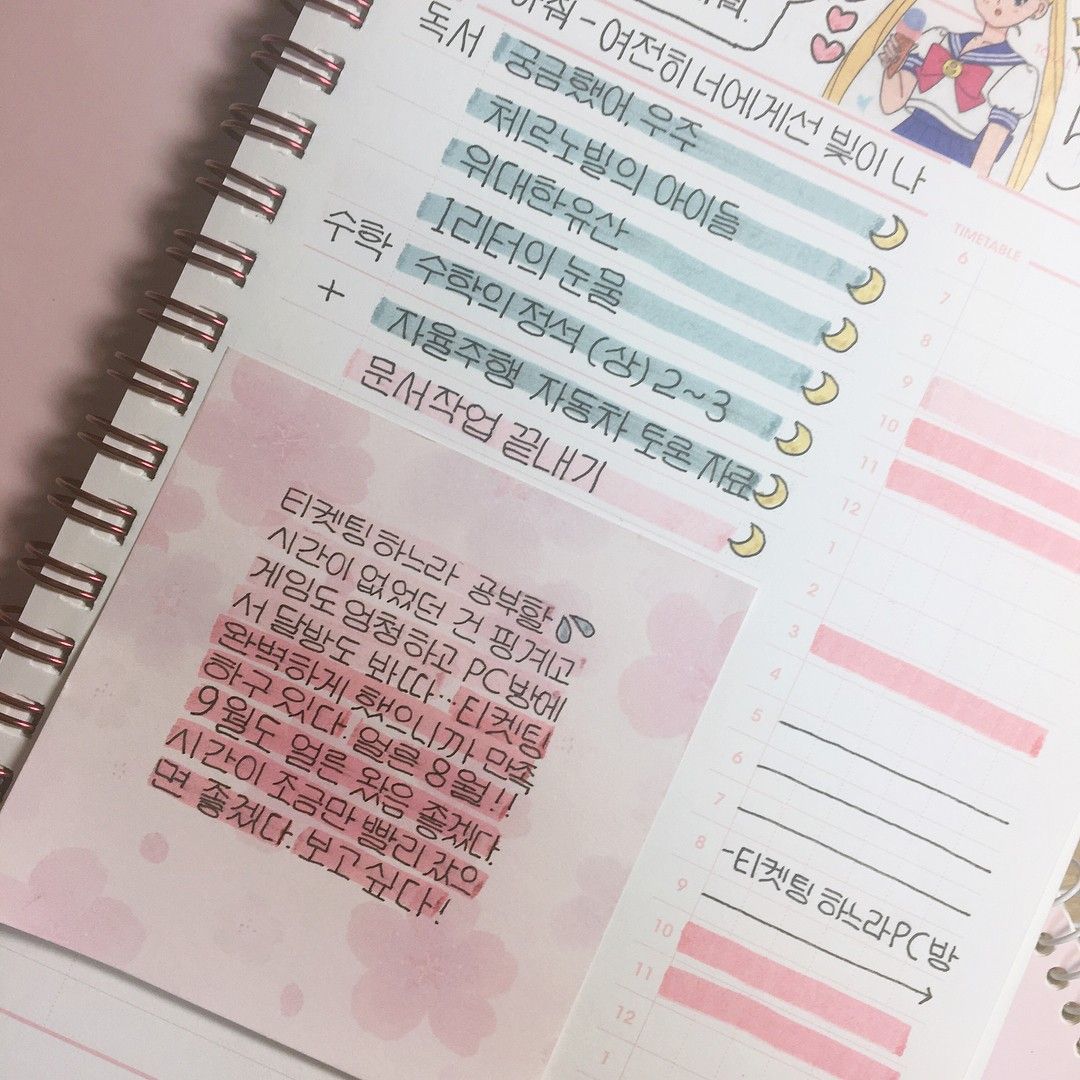 아줘 - 여전히 너에게선 빛이 나
독서 궁금했어, 우주
체르노빌의 아이들
위대한유산
1리터의 눈물
수학 수학의 정석 (상) 2~3
+ 자율주행 자동차 토론 자료
문서작업 끝내기
티켓팅 하느라 공부할
시간이 없었던 건 핑계고
게임도 엄청하고 PC방에
서 달방도 봐따.. 티켓팅
완벽하게 했으니까 만족
하구 있다. 얼른 8월!!
9월도 얼른 왔음 좋겠다.
시간이 조금만 빨리 갔으
면 좋겠다. 보고 싶다!
TIMETABLE
6
7
8
9
10
11
12
1
2
3
4
5
6
7
8
-티켓팅 하느라 PC방
9
10
11
12
1